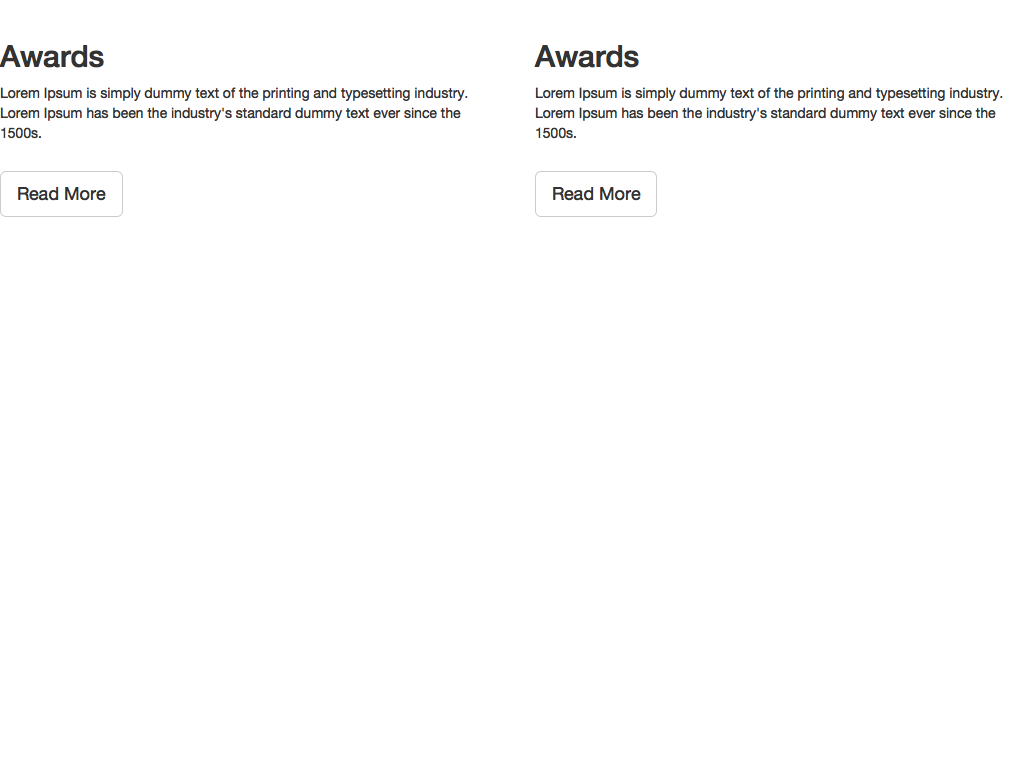 Awards
Lorem Ipsum is simply dummy text of the printing and typesetting industry.
Lorem Ipsum has been the industry's standard dummy text ever since the
1500s.
Read More
Awards
Lorem Ipsum is simply dummy text of the printing and typesetting industry.
Lorem Ipsum has been the industry's standard dummy text ever since the
1500s.
Read More